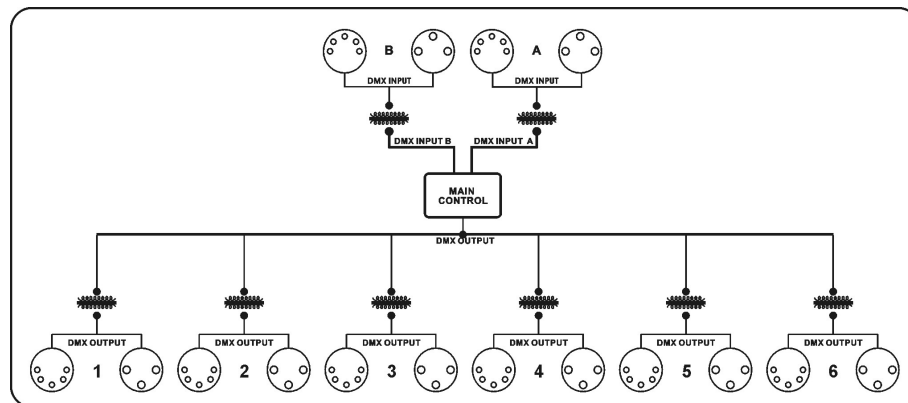 B A
DMX INPUT DMX INPUT
DMX INPUT B DMX INPUT A
MAIN
CONTROL
DMX OUTPUT
DMX OUTPUT DMX OUTPUT DMX OUTPUT DMX OUTPUT DMX OUTPUT DMX OUTPUT
1 2 3 4 5 6